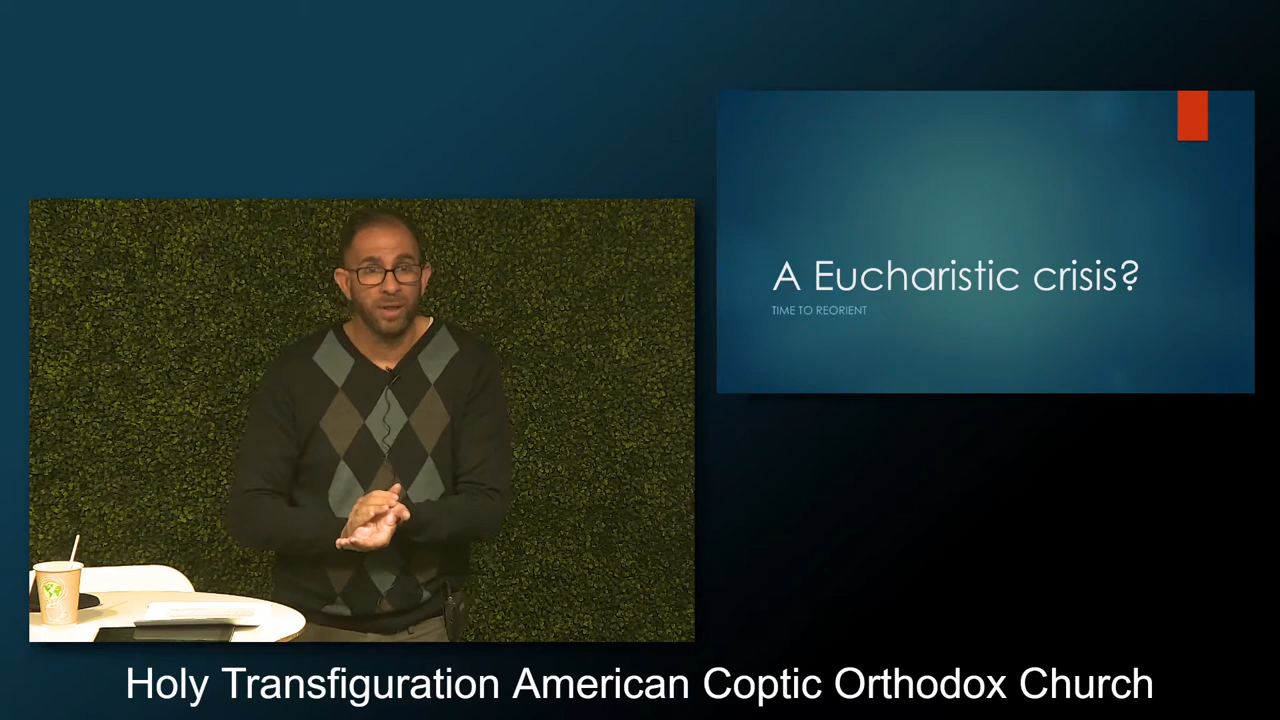 A Eucharistic crisis?
TIME TO REORIENT
Holy Transfiguration American Coptic Orthodox Church